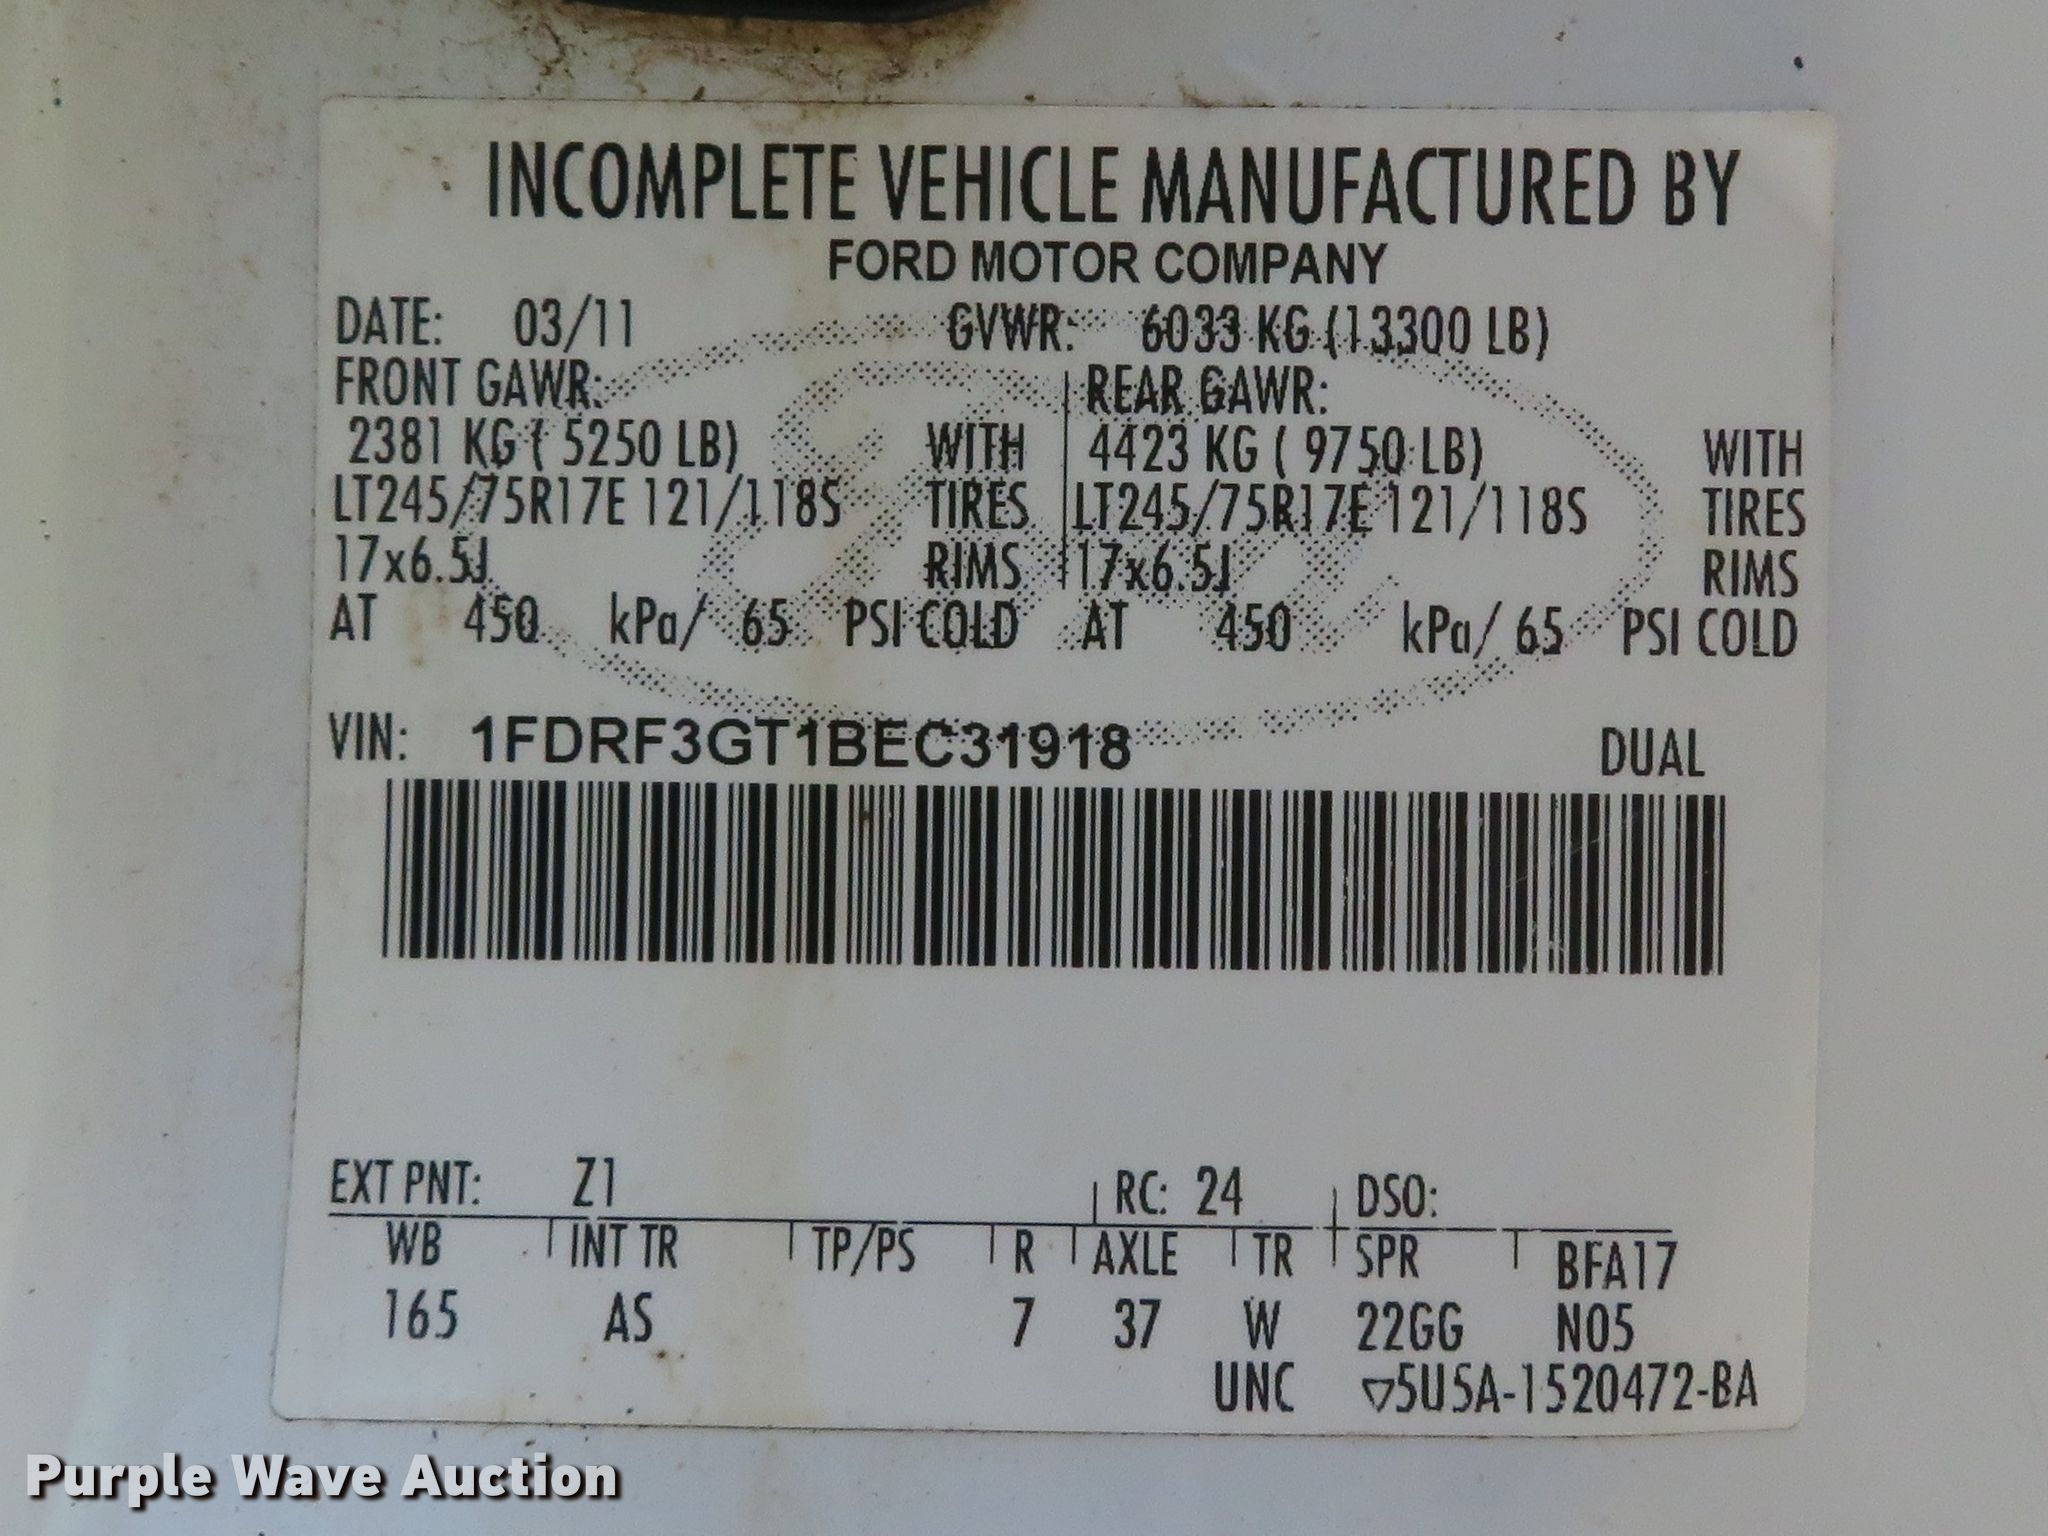 INCOMPLETE VEHICLE MANUFACTURED BY
FORD MOTOR COMPANY
DATE: 03/11 GVWR: 6033 KG (13300 LB)
FRONT GAWR: REAR GAWR:
2381 KG ( 5250 LB) WITH 4423 KG ( 9750 LB) WITH
LT245/75R17E 121/118S TIRES LT245/75R17E 121/118S TIRES
17x6.5J RIMS 17x6.5J RIMS
AT 450 kPa/ 65 PSI COLD AT 450 kPa/ 65 PSI COLD
VIN: 1FDRF3GT1BEC31918 DUAL
EXT PNT: Z1 RC: 24 DSO:
WB INT TR TP/PS R AXLE TR SPR BFA17
165 AS 7 37 W 22GG N05
UNC ▽5U5A-1520472-BA
Purple Wave Auction